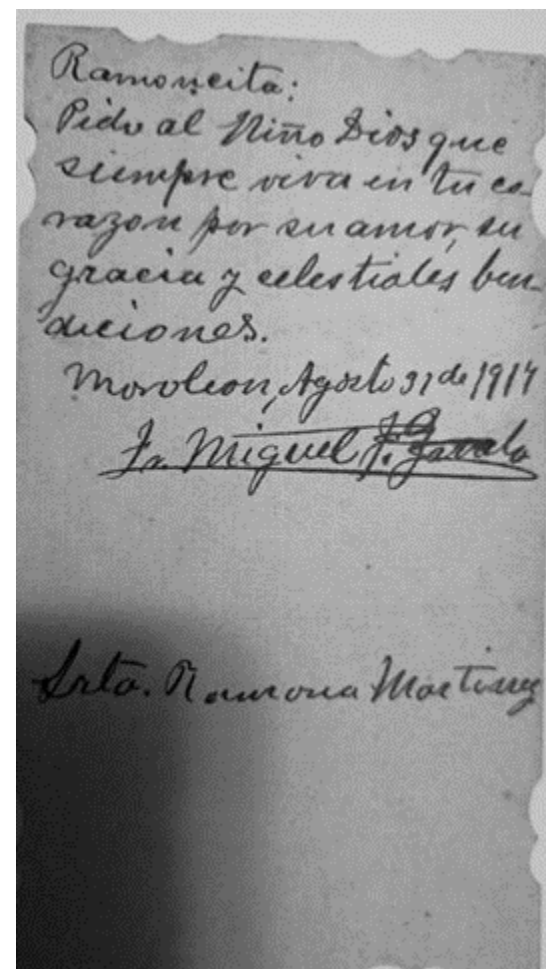 Ramoncita:
Pido al Niño Dios que
siempre viva en tu co-
razon por su amor, su
gracia y celestiales ben-
diciones.
Moroleon, Agosto 31 de 1914
Fr. Miguel F.
Srta. Ramona Martinez